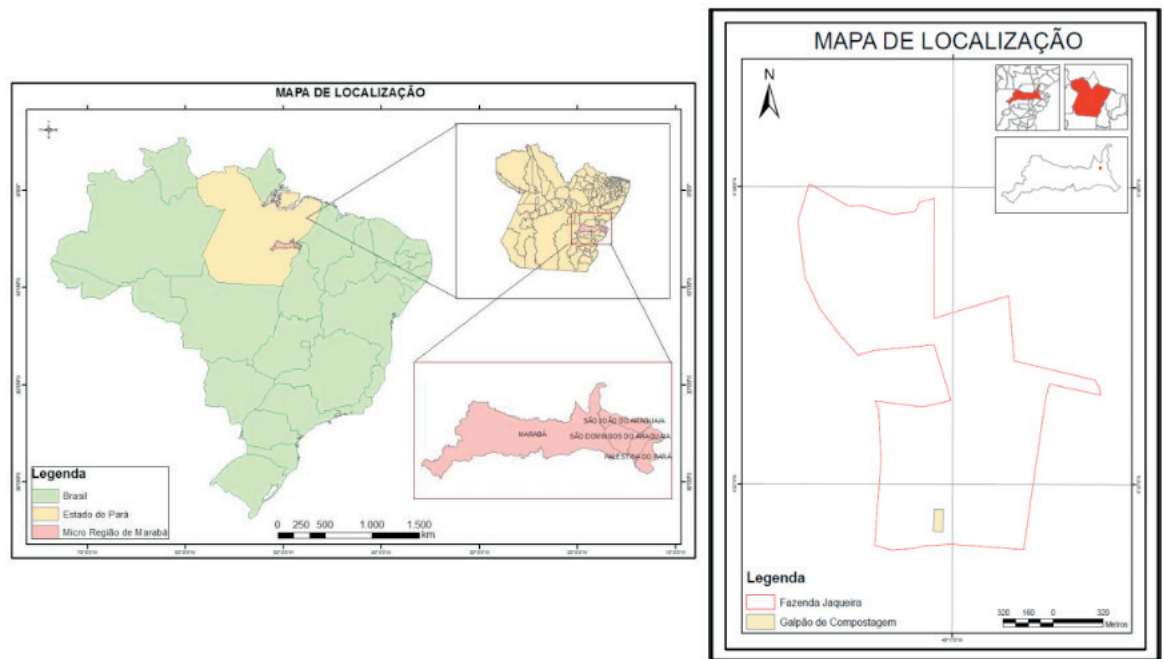 MAPA DE LOCALIZAÇÃO
MARABÁ
SÃO JOÃO DO ARAGUAIA
SÃO DOMINGOS DO ARAGUAIA
PALESTINA DO PARÁ
Legenda
Brasil
Estado do Pará
Micro Região de Marabá
0 250 500 1.000 1.500
km
MAPA DE LOCALIZAÇÃO
N
Legenda
Fazenda Jaqueira
Galpão de Compostagem
320 160 0 320
Metros